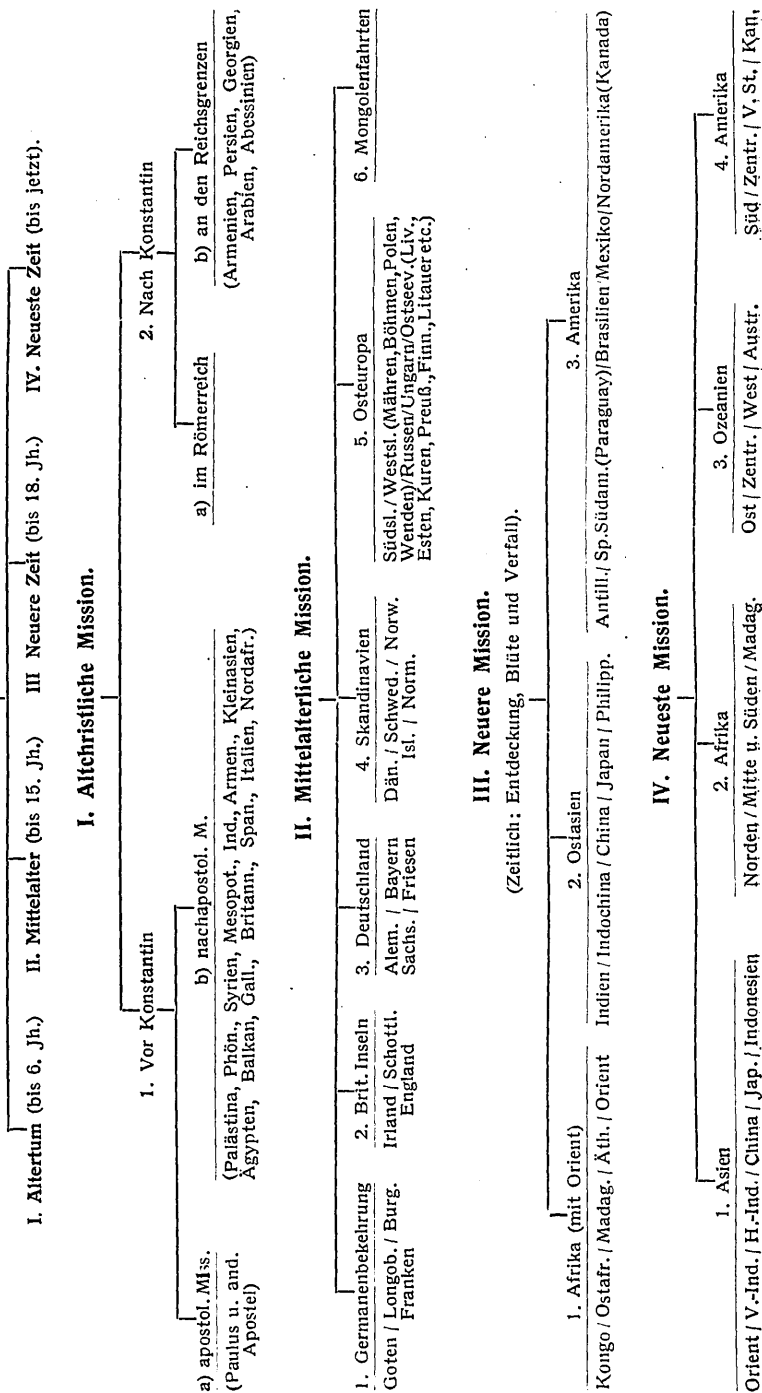 I. Altertum (bis 6. Jh.) II. Mittelalter (bis 15. Jh.) III Neuere Zeit (bis 18. Jh.) IV. Neueste Zeit (bis jetzt).
I. Altchristliche Mission.
1. Vor Konstantin 2. Nach Konstantin
a) apostol. Miss. b) nachapostol. M. a) im Römerreich b) an den Reichsgrenzen
(Paulus u. and. (Palästina, Phön., Syrien, Mesopot., Ind., Armen., Kleinasien, (Armenien, Persien, Georgien,
Apostel) Ägypten, Balkan, Gall., Britann., Span., Italien, Nordafr.) Arabien, Abessinien)
II. Mittelalterliche Mission.
1. Germanenbekehrung 2. Brit. Inseln 3. Deutschland 4. Skandinavien 5. Osteuropa 6. Mongolenfahrten
Goten / Longob. / Burg. Irland / Schottl. Alem. / Bayern Dän. / Schwed. / Norw. Südsl. / Westsl. (Mähren, Böhmen, Polen,
Franken England Sachs. / Friesen Isl. / Norm. Wenden) / Russen / Ungarn / Ostseev. (Liv.,
Esten, Kuren, Preuß., Finn., Litauer etc.)
III. Neuere Mission.
(Zeitlich: Entdeckung, Blüte und Verfall).
1. Afrika (mit Orient) 2. Ostasien 3. Amerika
Kongo / Ostafr. / Madag. / Äth. / Orient Indien / Indochina / China / Japan / Philipp. Antill. / Sp. Südam. (Paraguay) / Brasilien / Mexiko / Nordamerika (Kanada)
IV. Neueste Mission.
1. Asien 2. Afrika 3. Ozeanien 4. Amerika
Orient / V.-Ind. / H.-Ind. / China / Jap. / Indonesien Norden / Mitte u. Süden / Madag. Ost / Zentr. / West / Austr. Süd / Zentr. / V. St. / Kan.